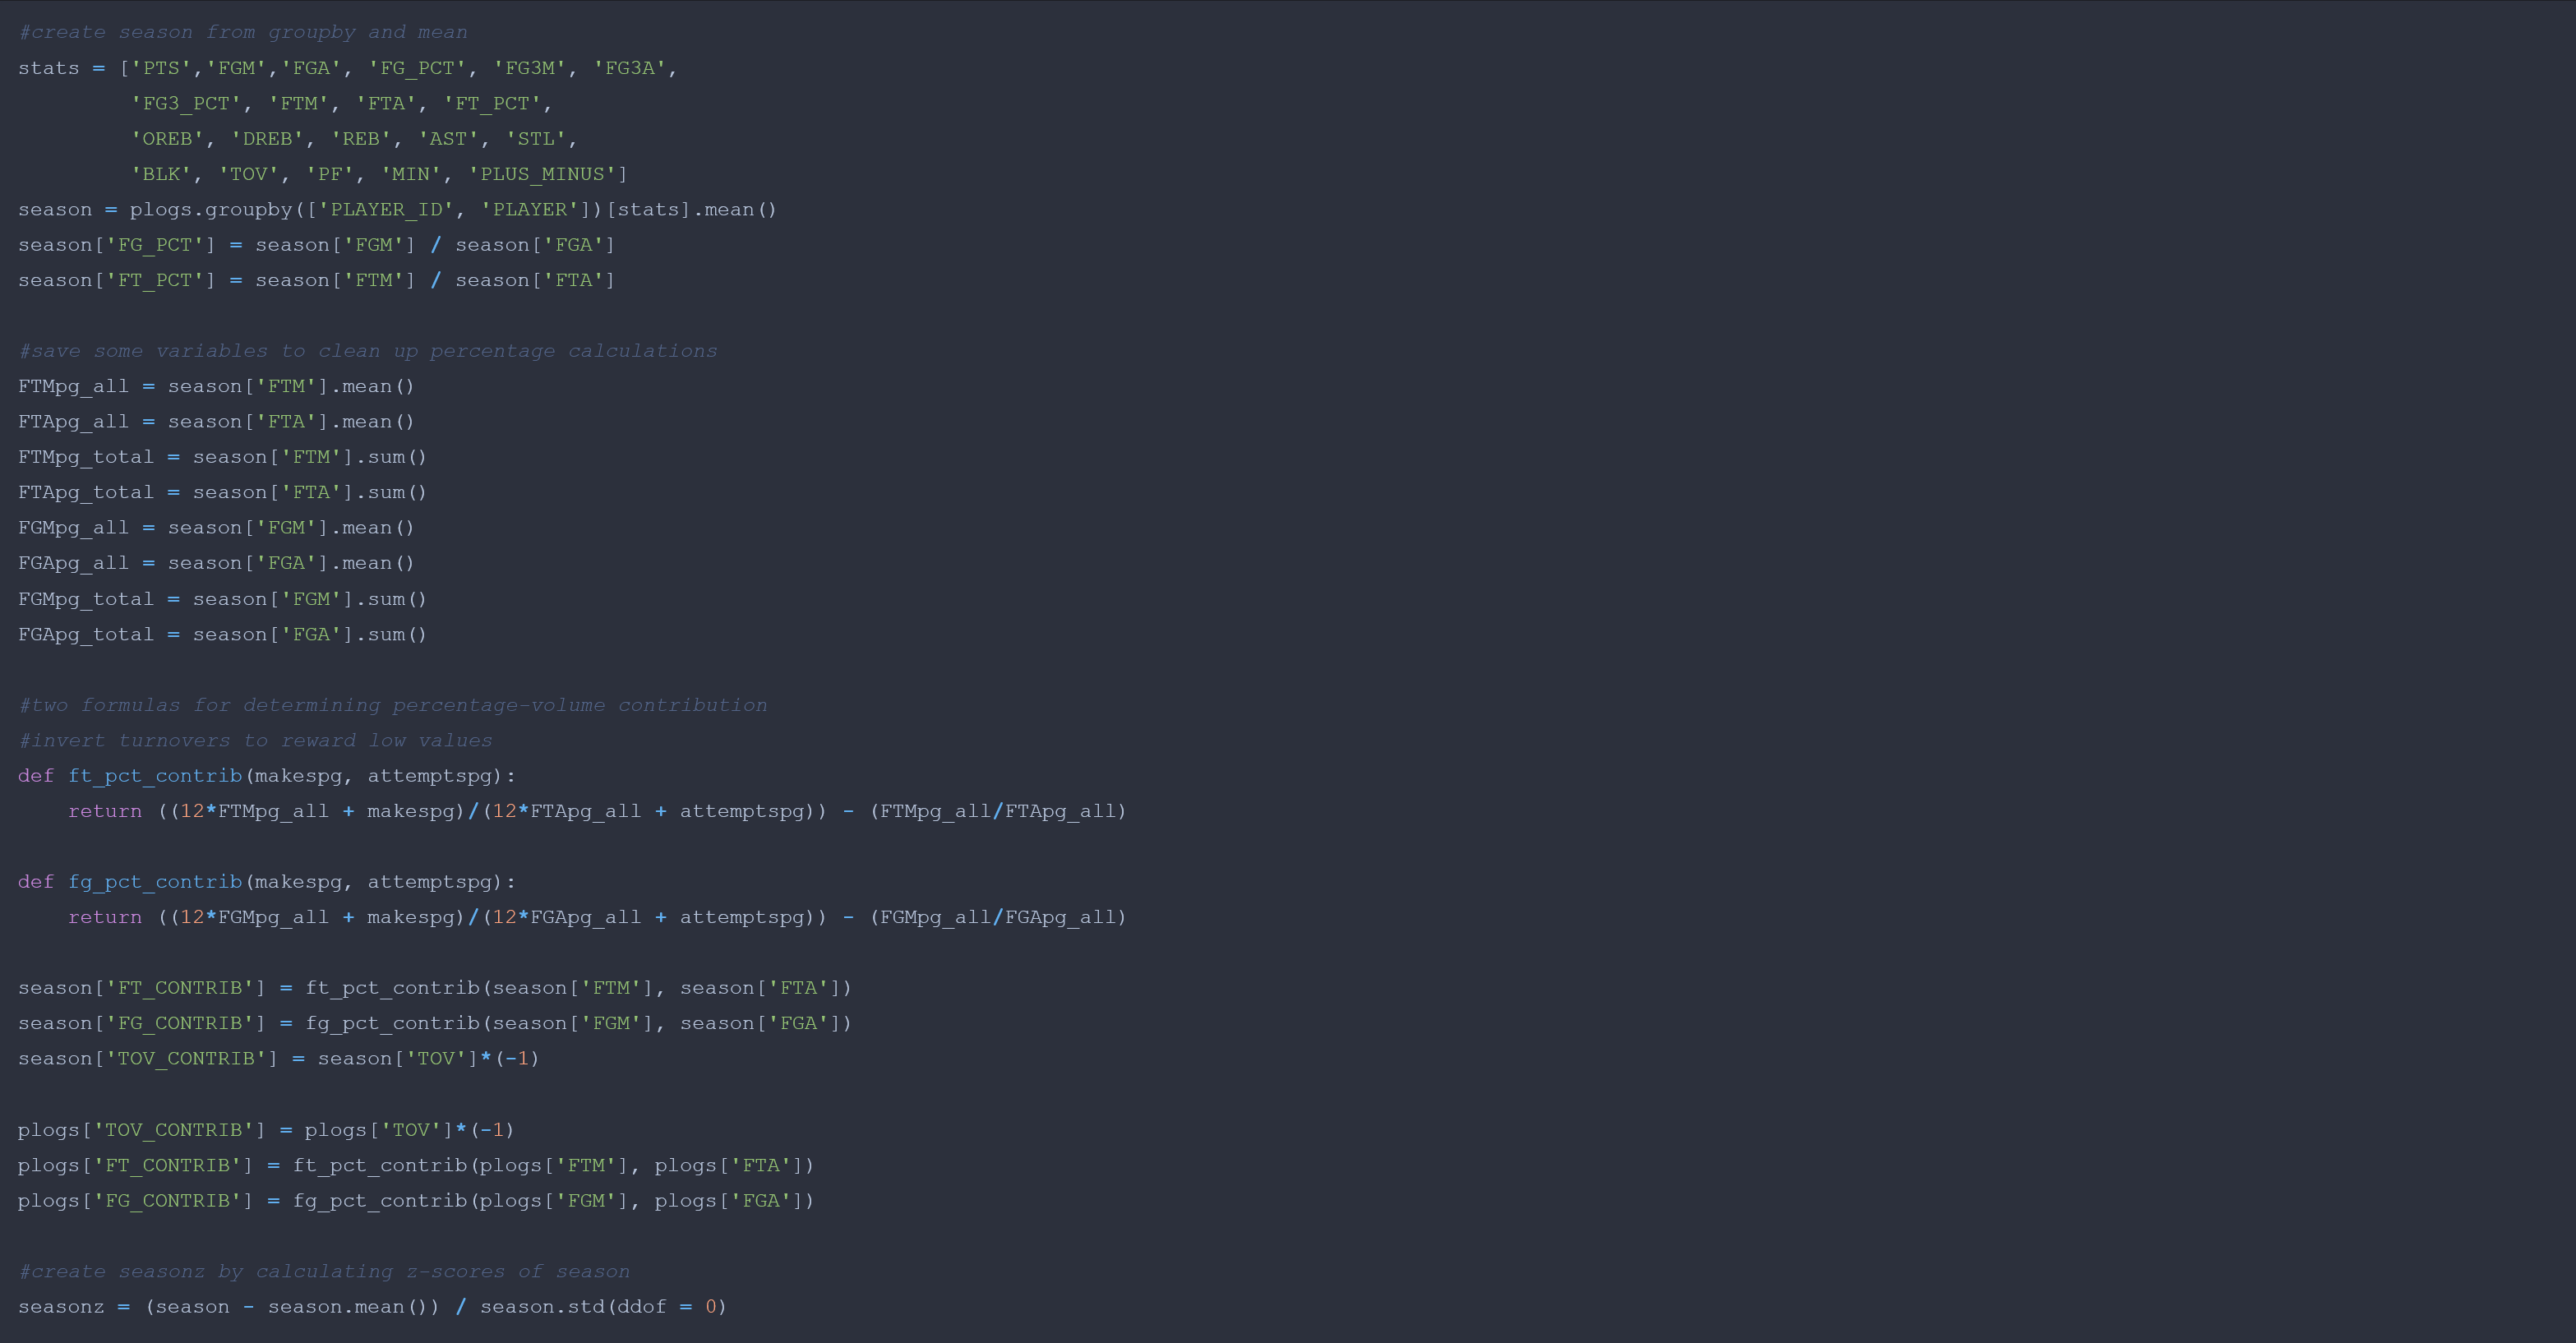 #create season from groupby and mean
stats = ['PTS','FGM','FGA', 'FG_PCT', 'FG3M', 'FG3A',
         'FG3_PCT', 'FTM', 'FTA', 'FT_PCT',
         'OREB', 'DREB', 'REB', 'AST', 'STL',
         'BLK', 'TOV', 'PF', 'MIN', 'PLUS_MINUS']
season = plogs.groupby(['PLAYER_ID', 'PLAYER'])[stats].mean()
season['FG_PCT'] = season['FGM'] / season['FGA']
season['FT_PCT'] = season['FTM'] / season['FTA']

#save some variables to clean up percentage calculations
FTMpg_all = season['FTM'].mean()
FTApg_all = season['FTA'].mean()
FTMpg_total = season['FTM'].sum()
FTApg_total = season['FTA'].sum()
FGMpg_all = season['FGM'].mean()
FGApg_all = season['FGA'].mean()
FGMpg_total = season['FGM'].sum()
FGApg_total = season['FGA'].sum()

#two formulas for determining percentage-volume contribution
#invert turnovers to reward low values
def ft_pct_contrib(makespg, attemptspg):
    return ((12*FTMpg_all + makespg)/(12*FTApg_all + attemptspg)) - (FTMpg_all/FTApg_all)

def fg_pct_contrib(makespg, attemptspg):
    return ((12*FGMpg_all + makespg)/(12*FGApg_all + attemptspg)) - (FGMpg_all/FGApg_all)

season['FT_CONTRIB'] = ft_pct_contrib(season['FTM'], season['FTA'])
season['FG_CONTRIB'] = fg_pct_contrib(season['FGM'], season['FGA'])
season['TOV_CONTRIB'] = season['TOV']*(-1)

plogs['TOV_CONTRIB'] = plogs['TOV']*(-1)
plogs['FT_CONTRIB'] = ft_pct_contrib(plogs['FTM'], plogs['FTA'])
plogs['FG_CONTRIB'] = fg_pct_contrib(plogs['FGM'], plogs['FGA'])

#create seasonz by calculating z-scores of season
seasonz = (season - season.mean()) / season.std(ddof = 0)